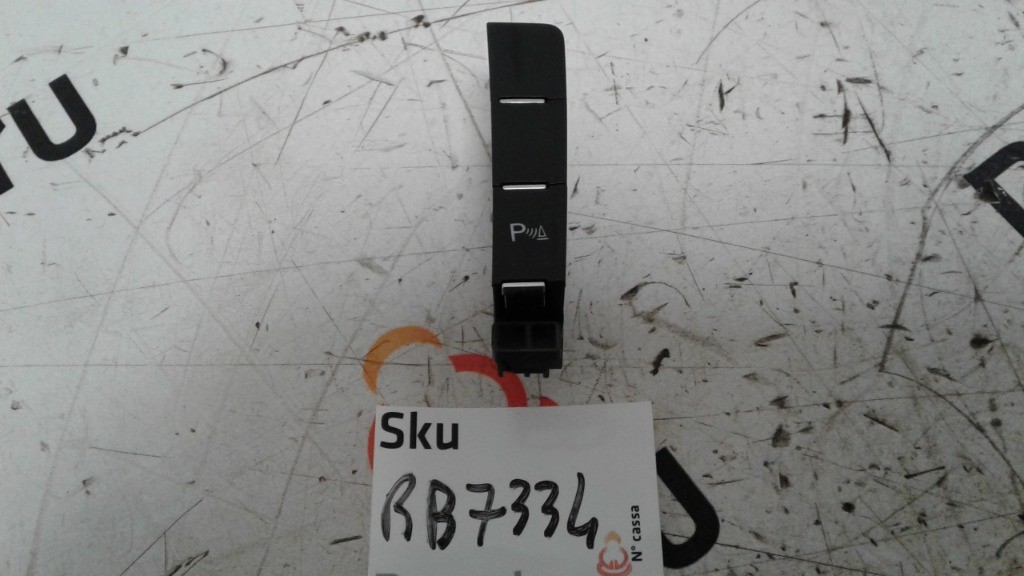 P
Sku
RB7334
N° cassa